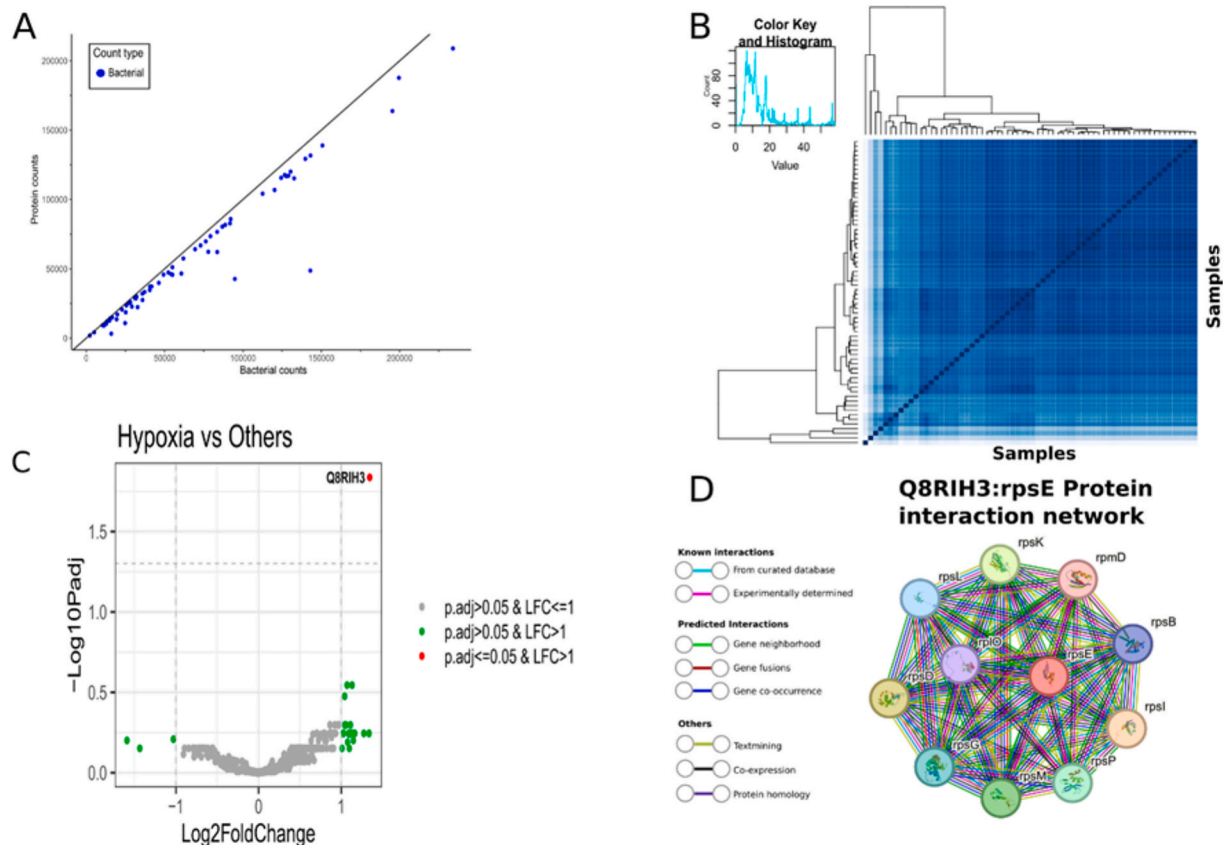 A
Count type
Bacterial
Protein counts
200000
150000
100000
50000
0
0
50000
100000
150000
200000
Bacterial counts
B
Color Key
and Histogram
Count
80
40
0
0
20
40
Value
Samples
Samples
C
Hypoxia vs Others
Q8RIH3
−Log10Padj
1.5
1.0
0.5
0.0
−1
0
1
Log2FoldChange
p.adj>0.05 & LFC<=1
p.adj>0.05 & LFC>1
p.adj<=0.05 & LFC>1
D
Q8RIH3:rpsE Protein
interaction network
Known interactions
From curated database
Experimentally determined
Predicted Interactions
Gene neighborhood
Gene fusions
Gene co-occurrence
Others
Textmining
Co-expression
Protein homology
rpsK
rpmD
rpsL
rpsB
rplO
rpsE
rpsD
rpsI
rpsG
rpsP
rpsM